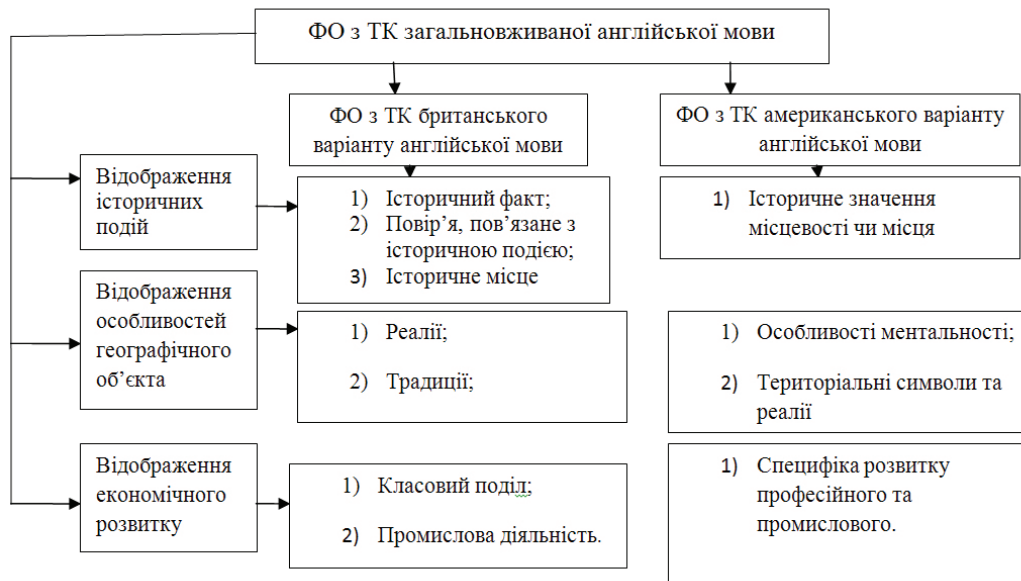 ФО з ТК загальновживаної англійської мови
ФО з ТК британського
варіанту англійської мови
ФО з ТК американського варіанту
англійської мови
Відображення
історичних
подій
1) Історичний факт;
2) Повір’я, пов’язане з
історичною подією;
3) Історичне місце
1) Історичне значення
місцевості чи місця
Відображення
особливостей
географічного
об’єкта
1) Реалії;
2) Традиції;
1) Особливості ментальності;
2) Територіальні символи та
реалії
Відображення
економічного
розвитку
1) Класовий поділ;
2) Промислова діяльність.
1) Специфіка розвитку
професійного та
промислового.